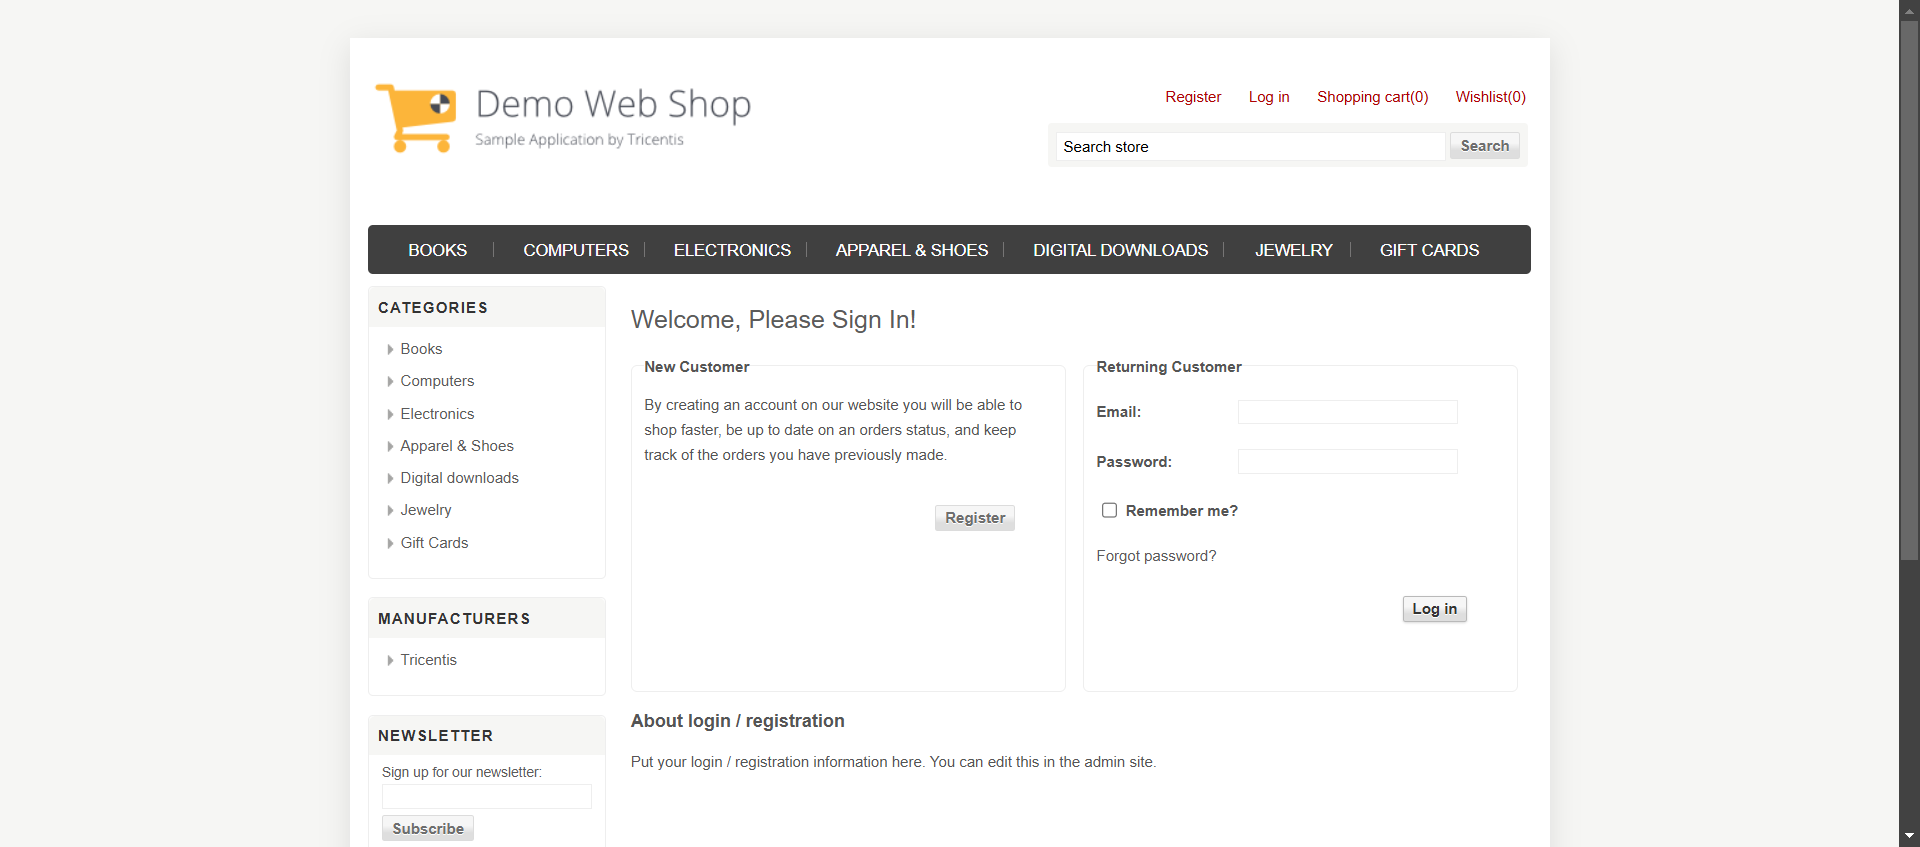 Demo Web Shop
Sample Application by Tricentis
Register Log in Shopping cart(0) Wishlist(0)
Search store Search
BOOKS COMPUTERS ELECTRONICS APPAREL & SHOES DIGITAL DOWNLOADS JEWELRY GIFT CARDS
CATEGORIES
Books
Computers
Electronics
Apparel & Shoes
Digital downloads
Jewelry
Gift Cards
MANUFACTURERS
Tricentis
NEWSLETTER
Sign up for our newsletter:
Subscribe
Welcome, Please Sign In!
New Customer
By creating an account on our website you will be able to
shop faster, be up to date on an orders status, and keep
track of the orders you have previously made.
Register
Returning Customer
Email:
Password:
Remember me?
Forgot password?
Log in
About login / registration
Put your login / registration information here. You can edit this in the admin site.